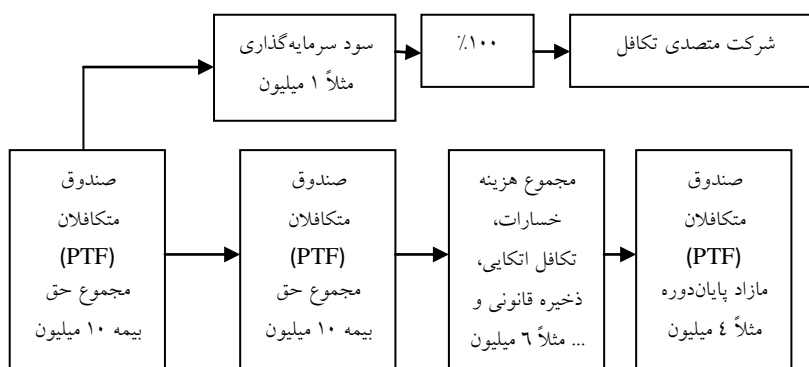 سود سرمایه‌گذاری
مثلاً ۱ میلیون
٪۱۰۰
شرکت متصدی تکافل
صندوق
متکافلان
(PTF)
مجموع حق
بیمه ۱۰ میلیون
صندوق
متکافلان
(PTF)
مجموع حق
بیمه ۱۰ میلیون
مجموع هزینه
خسارات،
تکافل اتکایی،
ذخیره قانونی و
... مثلاً ٦ میلیون
صندوق
متکافلان
(PTF)
مازاد پایان‌دوره
مثلاً ٤ میلیون